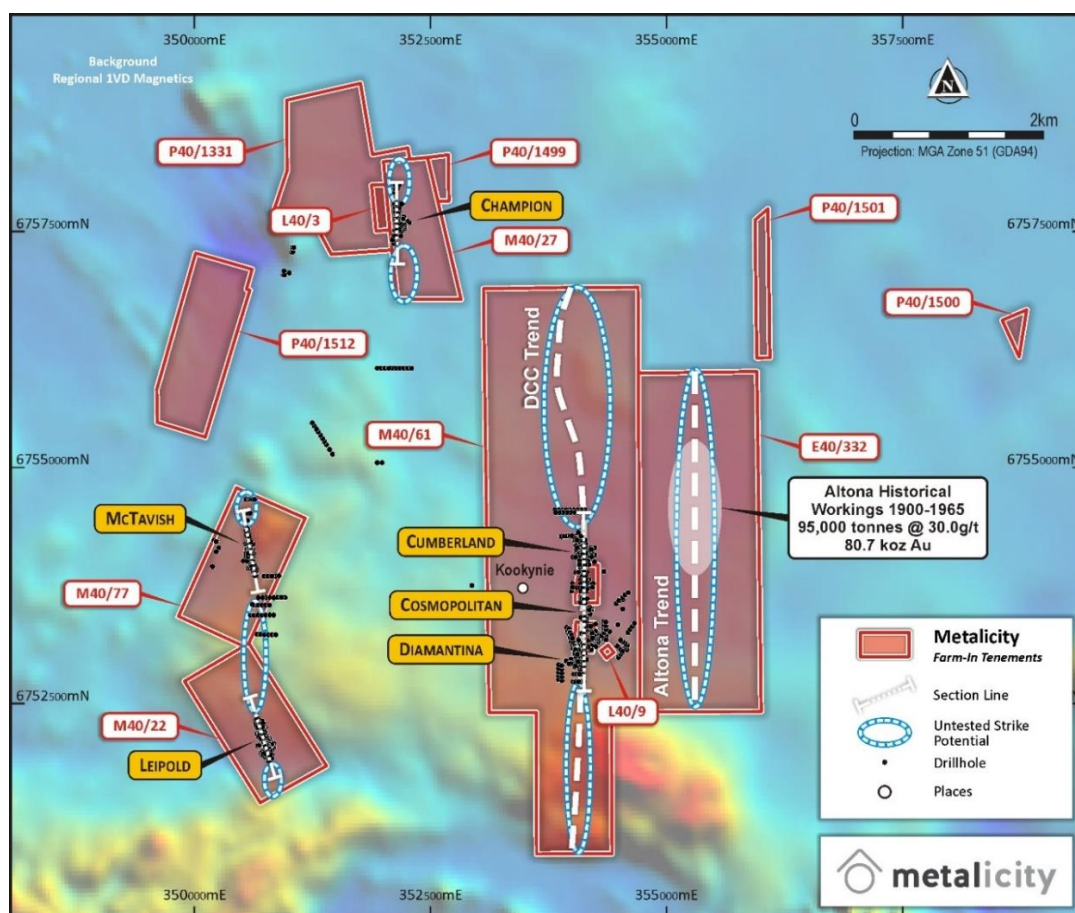 350000mE
352500mE
355000mE
357500mE
Background
Regional 1VD Magnetics
N
0
2km
Projection: MGA Zone 51 (GDA94)
P40/1331
P40/1499
L40/3
CHAMPION
P40/1501
6757500mN
6757500mN
M40/27
P40/1500
P40/1512
DCC Trend
M40/61
E40/332
6755000mN
6755000mN
Altona Historical
Workings 1900-1965
95,000 tonnes @ 30.0g/t
80.7 koz Au
MCTAVISH
CUMBERLAND
Kookynie
M40/77
COSMOPOLITAN
DIAMANTINA
Altona Trend
6752500mN
L40/9
M40/22
LEIPOLD
Metalicity
Farm-In Tenements
Section Line
Untested Strike
Potential
Drillhole
Places
metalicity
350000mE
352500mE
355000mE